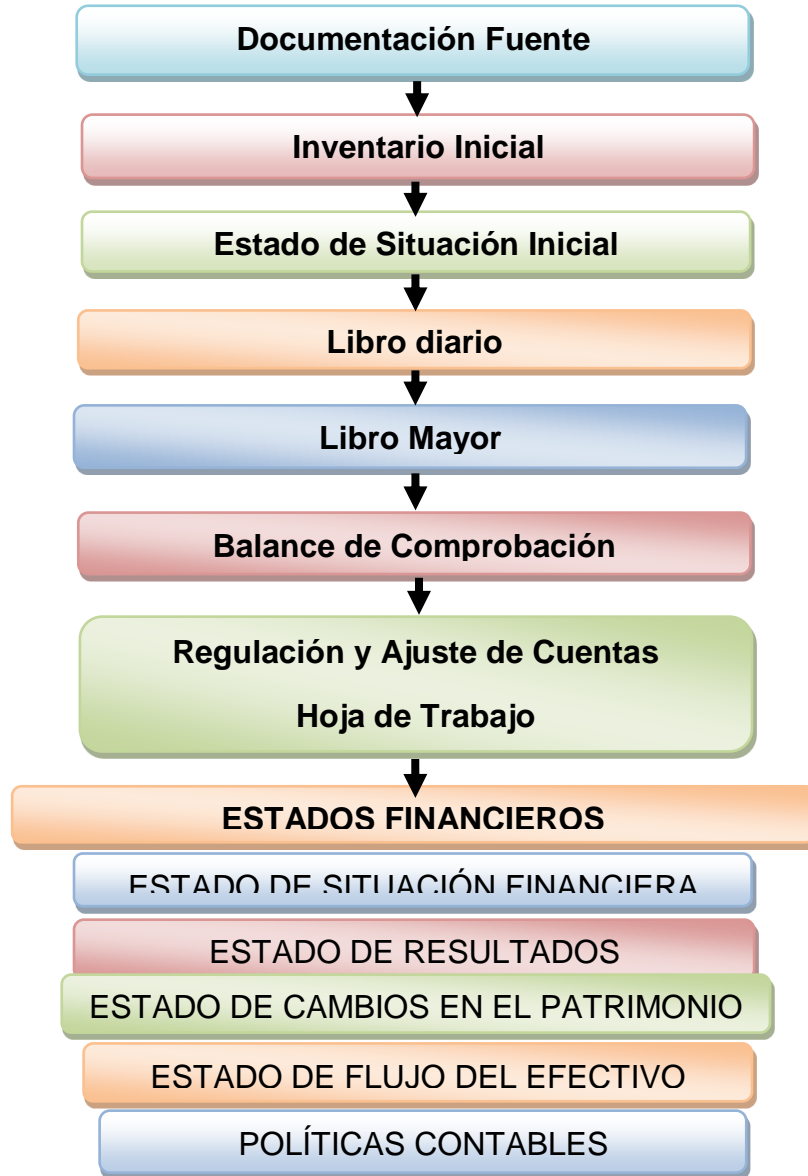 Documentación Fuente
Inventario Inicial
Estado de Situación Inicial
Libro diario
Libro Mayor
Balance de Comprobación
Regulación y Ajuste de Cuentas
Hoja de Trabajo
ESTADOS FINANCIEROS
ESTADO DE SITUACIÓN FINANCIERA
ESTADO DE RESULTADOS
ESTADO DE CAMBIOS EN EL PATRIMONIO
ESTADO DE FLUJO DEL EFECTIVO
POLÍTICAS CONTABLES